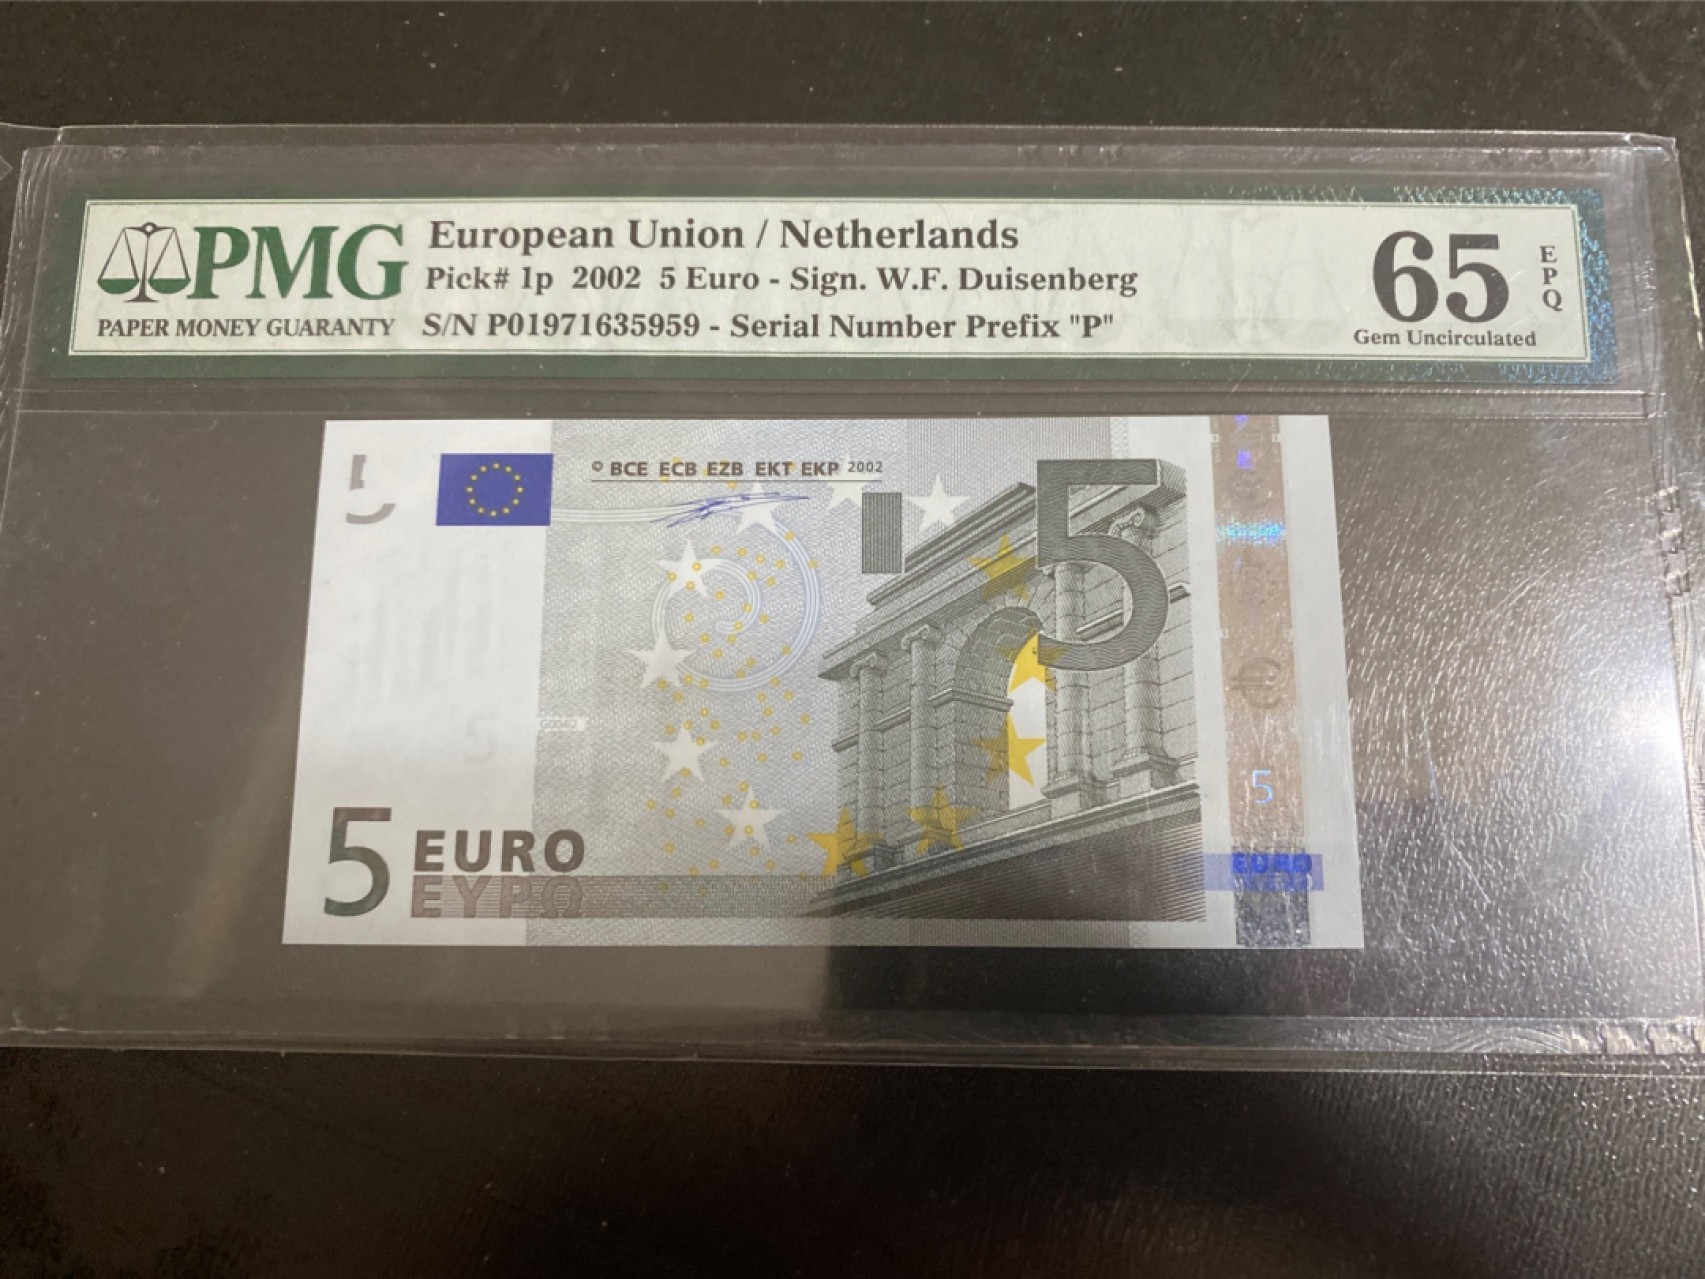 PMG
PAPER MONEY GUARANTY
European Union / Netherlands
Pick# 1p 2002 5 Euro - Sign. W.F. Duisenberg
S/N P01971635959 - Serial Number Prefix "P"
65
EPQ
Gem Uncirculated
© BCE ECB EZB EKT EKP 2002
5
5
5 EURO
ΕΥΡΩ
EURO